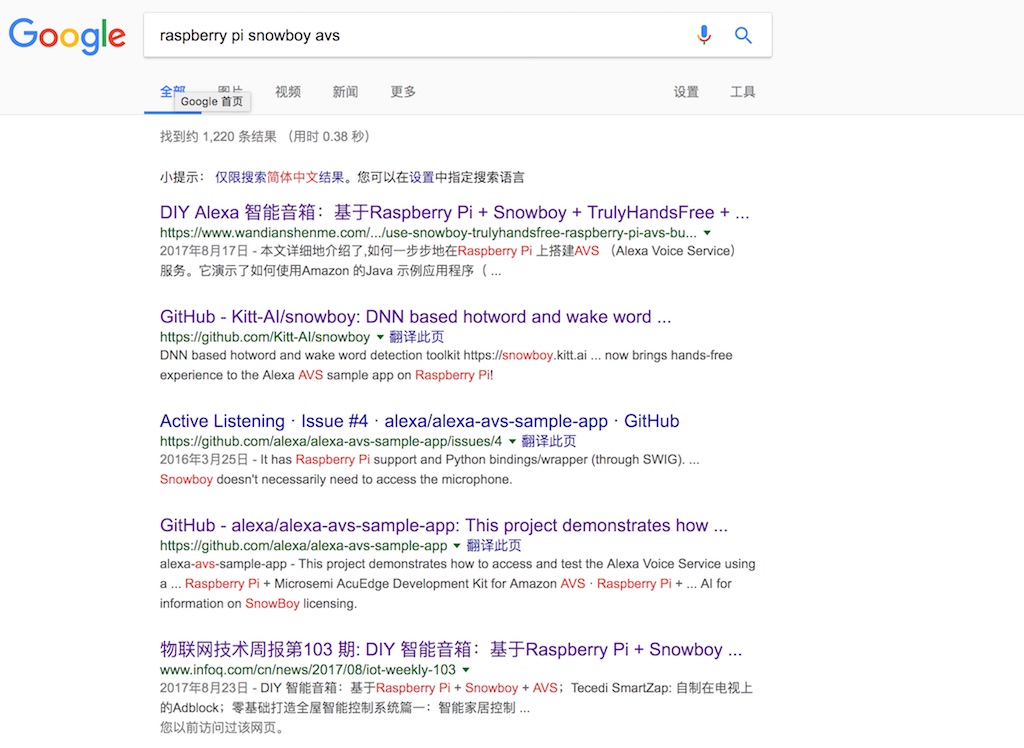 Google
raspberry pi snowboy avs
全部 图片 视频 新闻 更多 设置 工具
Google 首页
找到约 1,220 条结果 （用时 0.38 秒）
小提示： 仅限搜索简体中文结果。您可以在设置中指定搜索语言
DIY Alexa 智能音箱：基于Raspberry Pi + Snowboy + TrulyHandsFree + ...
https://www.wandianshenme.com/.../use-snowboy-trulyhandsfree-raspberry-pi-avs-bu...
2017年8月17日 - 本文详细地介绍了,如何一步步地在Raspberry Pi 上搭建AVS （Alexa Voice Service）
服务。它演示了如何使用Amazon 的Java 示例应用程序（ ...
GitHub - Kitt-AI/snowboy: DNN based hotword and wake word ...
https://github.com/Kitt-AI/snowboy 翻译此页
DNN based hotword and wake word detection toolkit https://snowboy.kitt.ai ... now brings hands-free
experience to the Alexa AVS sample app on Raspberry Pi!
Active Listening · Issue #4 · alexa/alexa-avs-sample-app · GitHub
https://github.com/alexa/alexa-avs-sample-app/issues/4 翻译此页
2016年3月25日 - It has Raspberry Pi support and Python bindings/wrapper (through SWIG). ...
Snowboy doesn't necessarily need to access the microphone.
GitHub - alexa/alexa-avs-sample-app: This project demonstrates how ...
https://github.com/alexa/alexa-avs-sample-app 翻译此页
alexa-avs-sample-app - This project demonstrates how to access and test the Alexa Voice Service using
a ... Raspberry Pi + Microsemi AcuEdge Development Kit for Amazon AVS · Raspberry Pi + ... AI for
information on SnowBoy licensing.
物联网技术周报第103 期: DIY 智能音箱：基于Raspberry Pi + Snowboy ...
www.infoq.com/cn/news/2017/08/iot-weekly-103
2017年8月23日 - DIY 智能音箱：基于Raspberry Pi + Snowboy + AVS；Tecedi SmartZap: 自制在电视上
的Adblock；零基础打造全屋智能控制系统篇一：智能家居控制 ...
您以前访问过该网页。